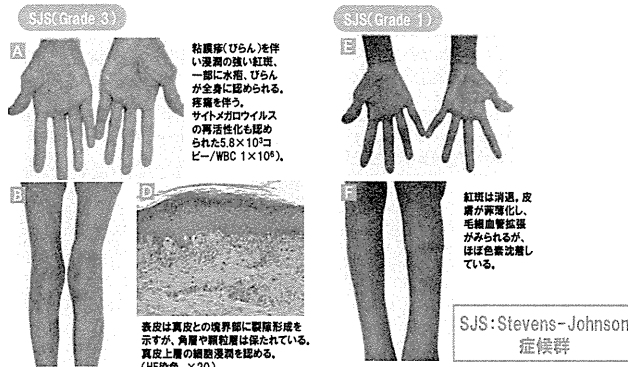 SJS(Grade 3)
A
粘膜疹(びらん)を伴
い浸潤の強い紅斑、
一部に水疱、びらん
が全身に認められる。
疼痛を伴う。
サイトメガロウイルス
の再活性化も認め
られた5.8×10³コ
ピー/WBC 1×10⁶)。
B
D
表皮は真皮との境界部に裂隙形成を
示すが、角層や顆粒層は保たれている。
真皮上層の細胞浸潤を認める。
(HE染色、×20)
SJS(Grade 1)
E
F
紅斑は消退。皮
膚が菲薄化し、
毛細血管拡張
がみられるが、
ほぼ色素沈着し
ている。
SJS:Stevens-Johnson
症候群